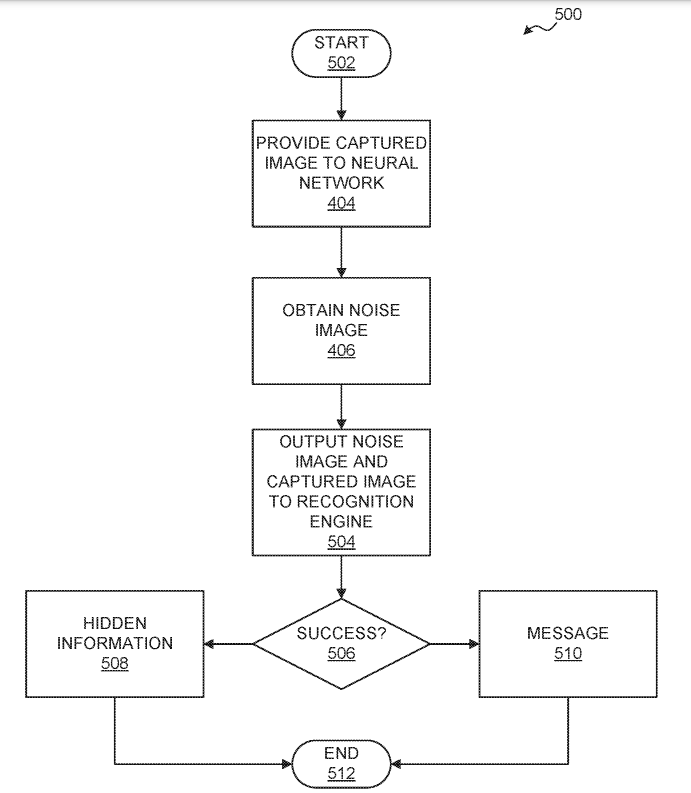 500
START
502
PROVIDE CAPTURED
IMAGE TO NEURAL
NETWORK
404
OBTAIN NOISE
IMAGE
406
OUTPUT NOISE
IMAGE AND
CAPTURED IMAGE
TO RECOGNITION
ENGINE
504
HIDDEN
INFORMATION
508
SUCCESS?
506
MESSAGE
510
END
512